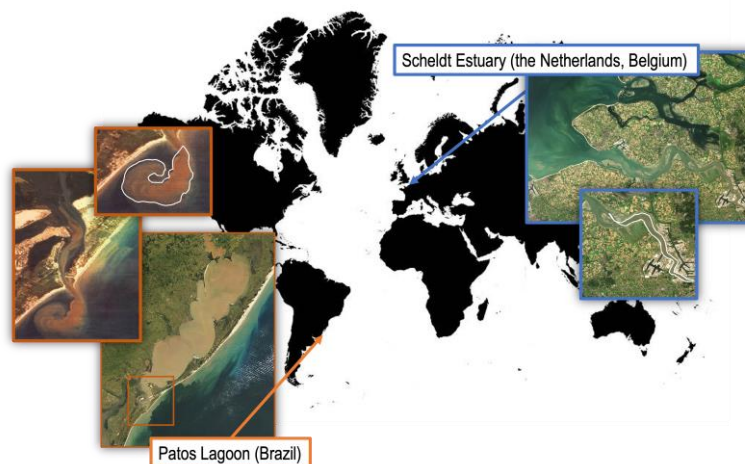 Scheldt Estuary (the Netherlands, Belgium)
Patos Lagoon (Brazil)